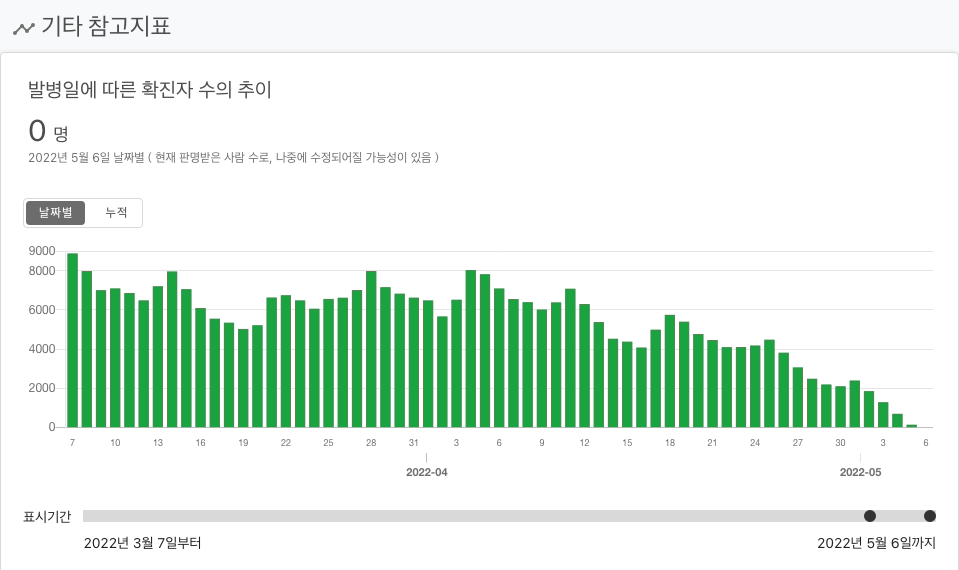 기타 참고지표
발병일에 따른 확진자 수의 추이
0 명
2022년 5월 6일 날짜별 ( 현재 판명받은 사람 수로, 나중에 수정되어질 가능성이 있음 )
날짜별 누적
9000
8000
6000
4000
2000
0
7 10 13 16 19 22 25 28 31 3 6 9 12 15 18 21 24 27 30 3 6
2022-04 2022-05
표시기간
2022년 3월 7일부터 2022년 5월 6일까지